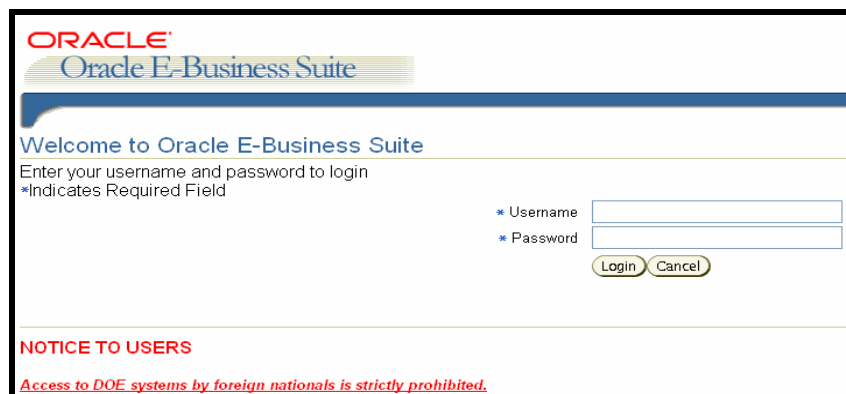 ORACLE
Oracle E-Business Suite
Welcome to Oracle E-Business Suite
Enter your username and password to login
*Indicates Required Field
* Username
* Password
Login Cancel
NOTICE TO USERS
Access to DOE systems by foreign nationals is strictly prohibited.